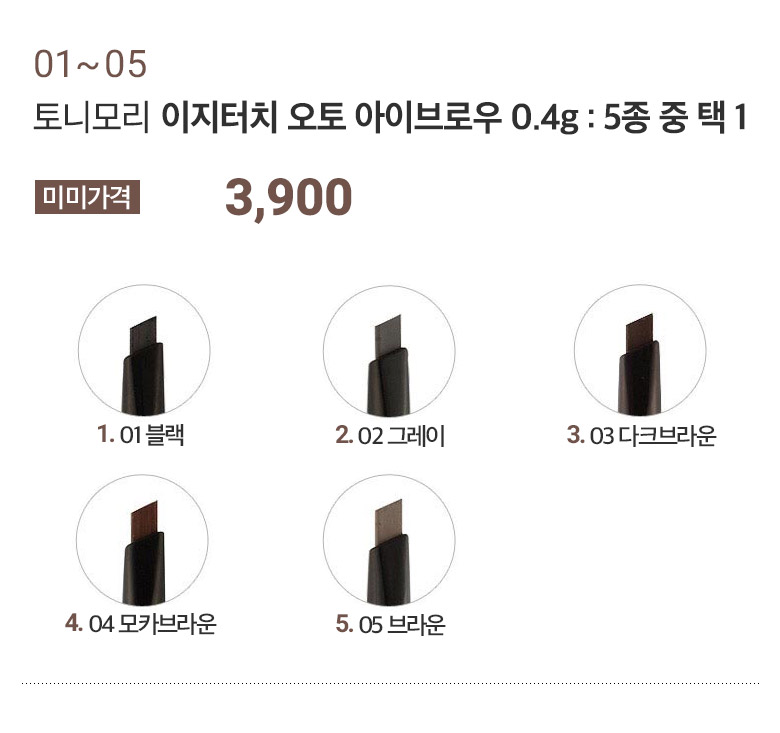 01~05
토니모리 이지터치 오토 아이브로우 0.4g : 5종 중 택 1
미미가격 3,900
1. 01 블랙 2. 02 그레이 3. 03 다크브라운
4. 04 모카브라운 5. 05 브라운